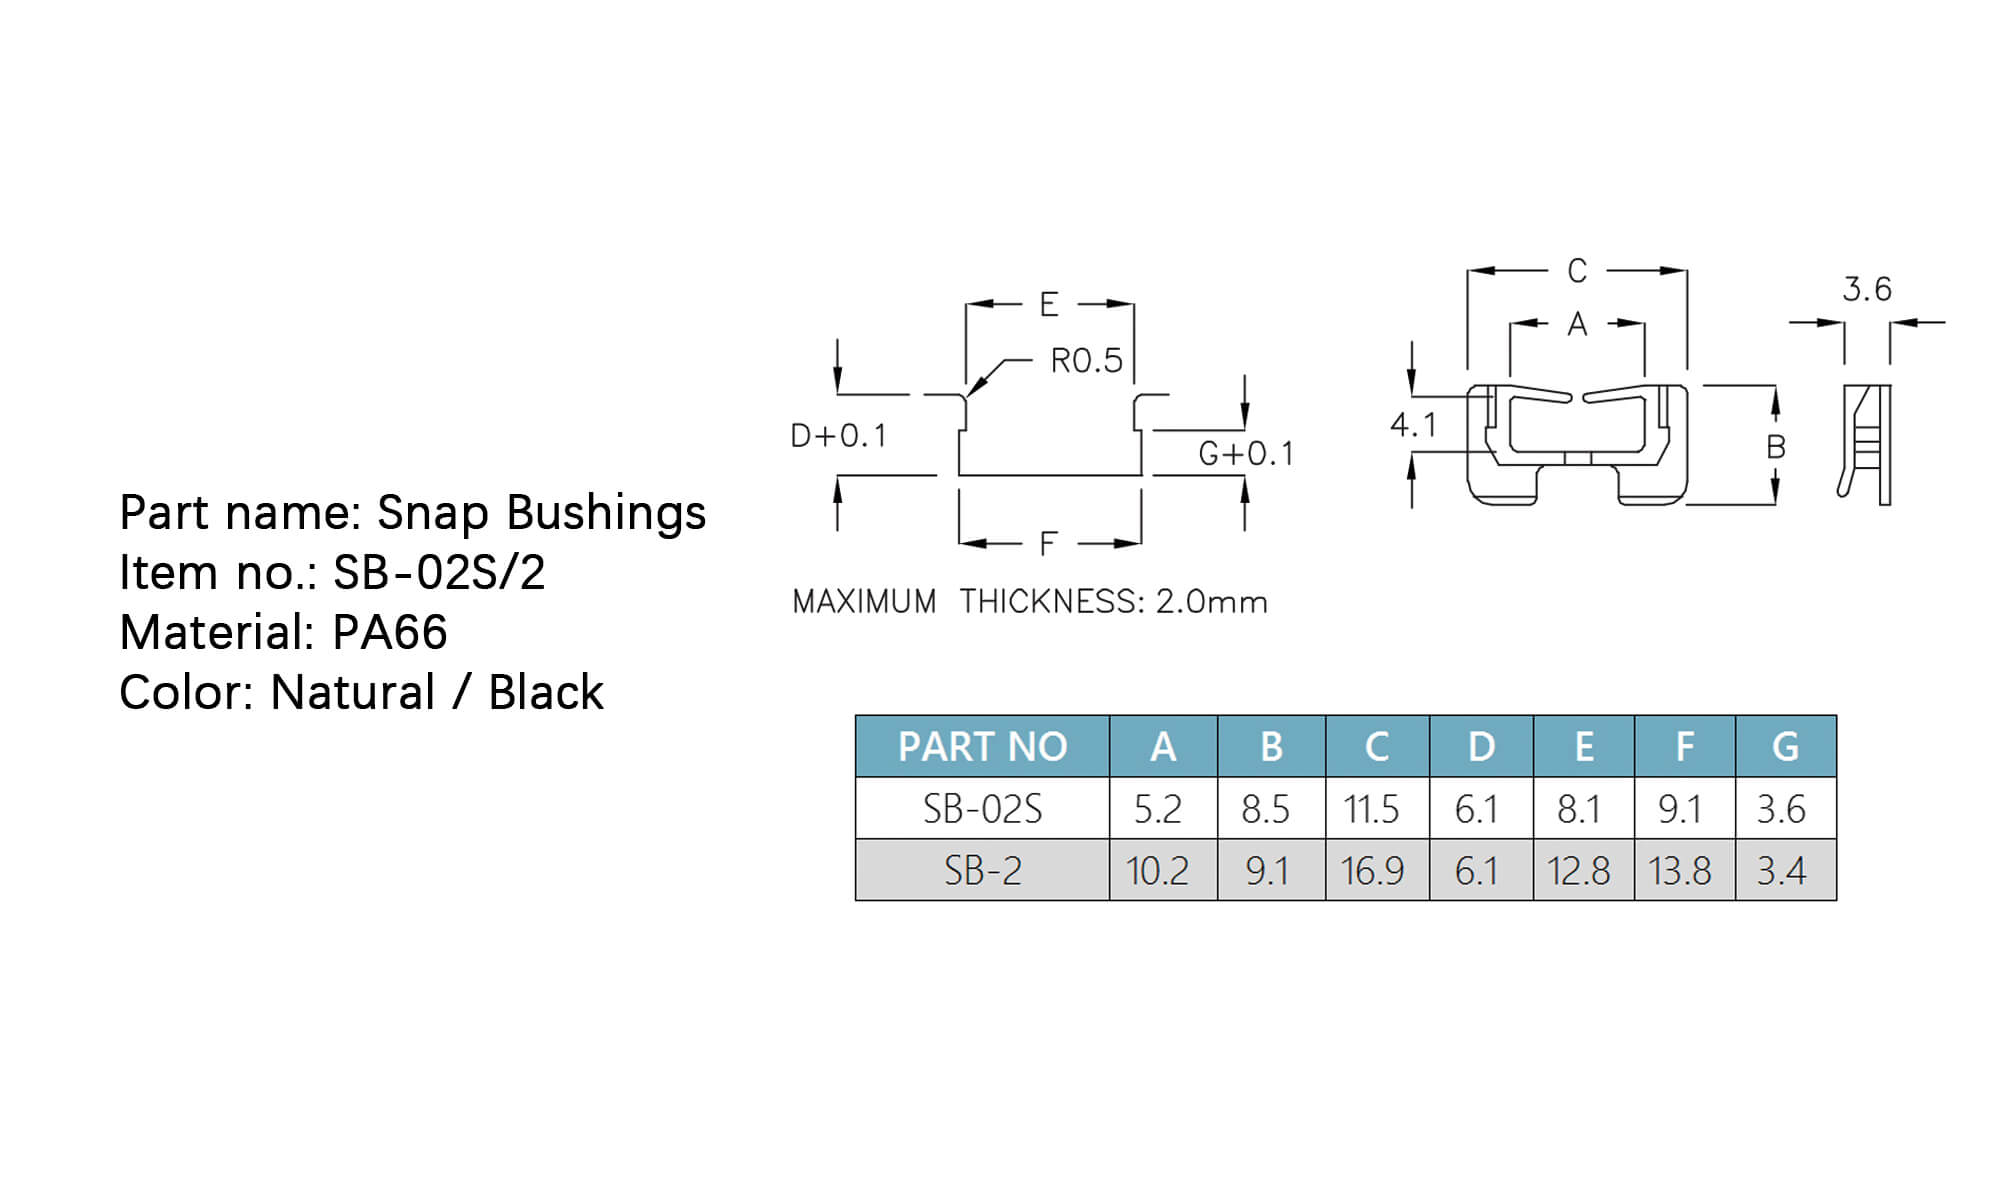 Part name: Snap Bushings
Item no.: SB-02S/2
Material: PA66
Color: Natural / Black
E
R0.5
D+0.1
G+0.1
F
MAXIMUM THICKNESS: 2.0mm
C
A
4.1
B
3.6
PART NO A B C D E F G
SB-02S 5.2 8.5 11.5 6.1 8.1 9.1 3.6
SB-2 10.2 9.1 16.9 6.1 12.8 13.8 3.4